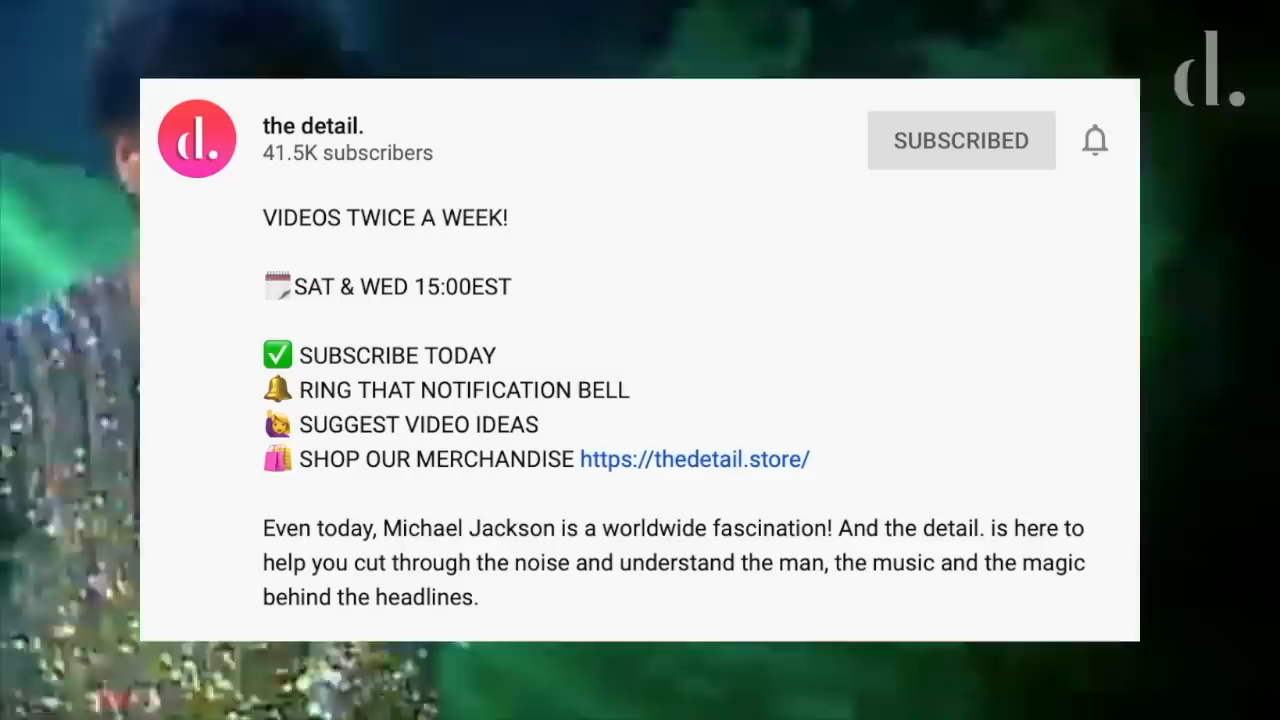 d.
d.
the detail.
41.5K subscribers
SUBSCRIBED
VIDEOS TWICE A WEEK!
🗓SAT & WED 15:00EST
✅ SUBSCRIBE TODAY
🔔 RING THAT NOTIFICATION BELL
🙋‍♀️ SUGGEST VIDEO IDEAS
🛍 SHOP OUR MERCHANDISE https://thedetail.store/
Even today, Michael Jackson is a worldwide fascination! And the detail. is here to
help you cut through the noise and understand the man, the music and the magic
behind the headlines.